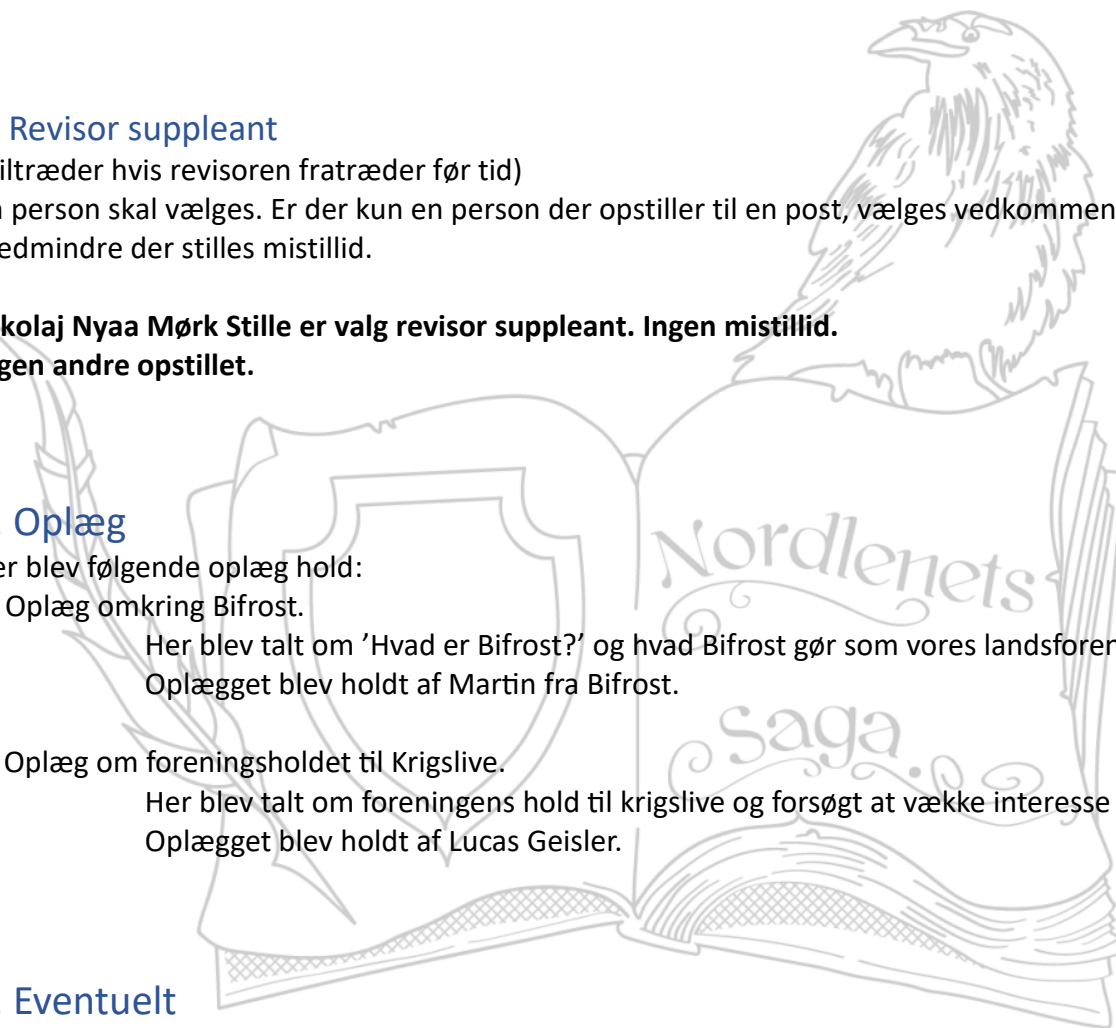 Revisor suppleant
iltræder hvis revisoren fratræder før tid)
person skal vælges. Er der kun en person der opstiller til en post, vælges vedkommen
edmindre der stilles mistillid.
kolaj Nyaa Mørk Stille er valg revisor suppleant. Ingen mistillid.
gen andre opstillet.
. Oplæg
er blev følgende oplæg hold:
Oplæg omkring Bifrost.
Her blev talt om ’Hvad er Bifrost?’ og hvad Bifrost gør som vores landsforen
Oplægget blev holdt af Martin fra Bifrost.
Oplæg om foreningsholdet til Krigslive.
Her blev talt om foreningens hold til krigslive og forsøgt at vække interesse
Oplægget blev holdt af Lucas Geisler.
. Eventuelt
Nordlenets
Saga.